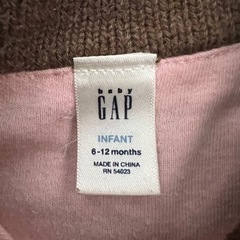 baby
GAP
INFANT
6-12 months
MADE IN CHINA
RN 54023